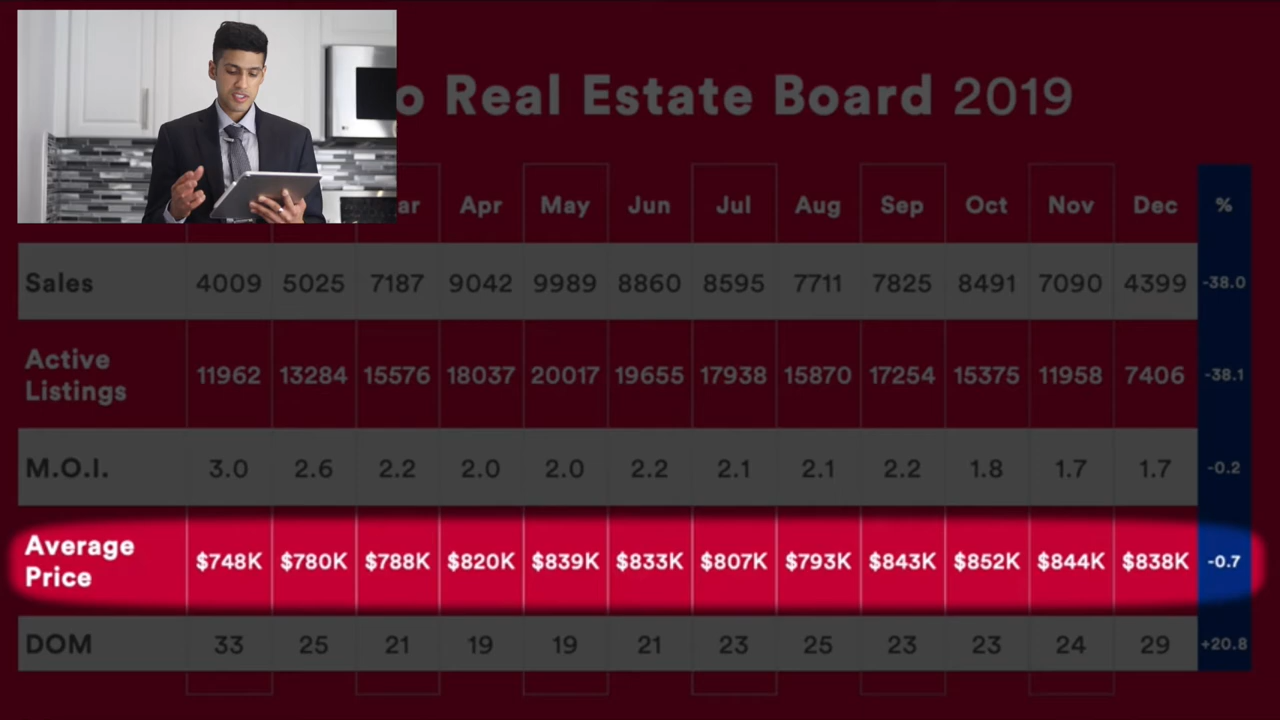 o Real Estate Board 2019
ar Apr May Jun Jul Aug Sep Oct Nov Dec %
Sales 4009 5025 7187 9042 9989 8860 8595 7711 7825 8491 7090 4399 -38.0
Active
Listings 11962 13284 15576 18037 20017 19655 17938 15870 17254 15375 11958 7406 -38.1
M.O.I. 3.0 2.6 2.2 2.0 2.0 2.2 2.1 2.1 2.2 1.8 1.7 1.7 -0.2
Average
Price $748K $780K $788K $820K $839K $833K $807K $793K $843K $852K $844K $838K -0.7
DOM 33 25 21 19 19 21 23 25 23 23 24 29 +20.8